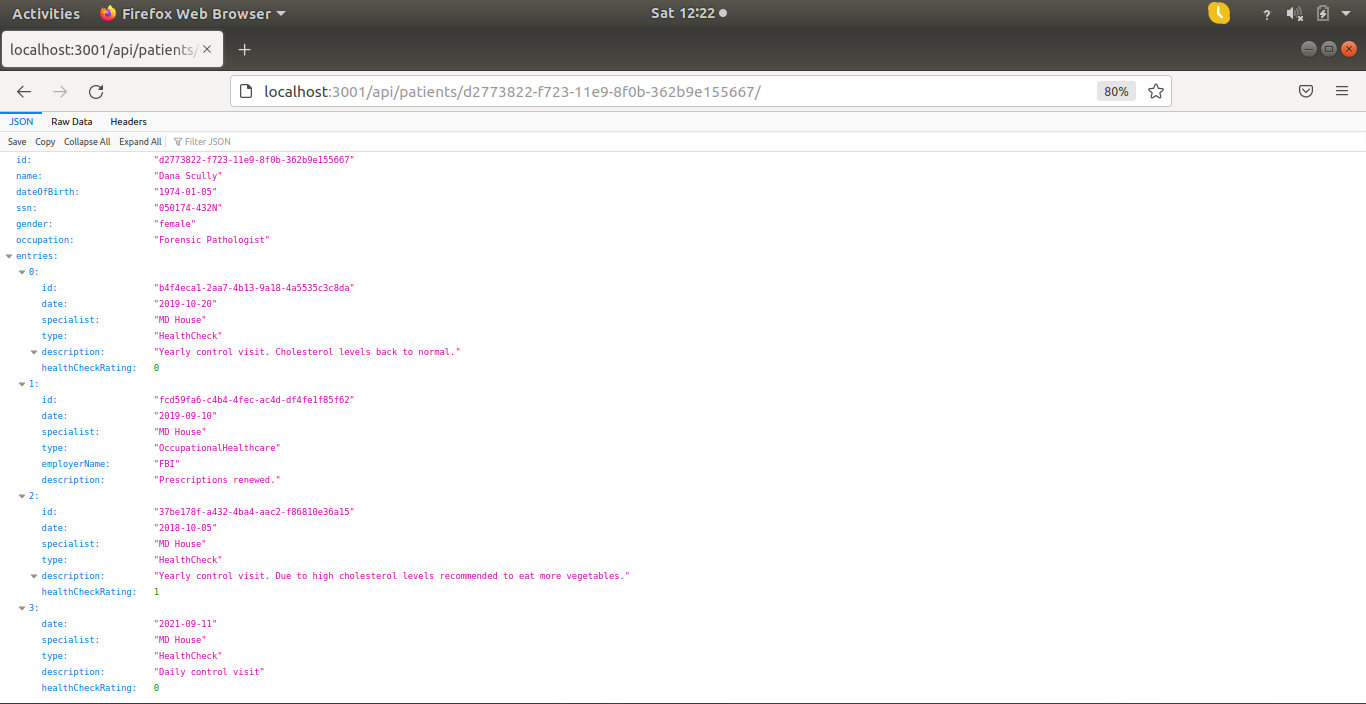 Activities Firefox Web Browser Sat 12:22 ?
localhost:3001/api/patients/
localhost:3001/api/patients/d2773822-f723-11e9-8f0b-362b9e155667/ 80%
JSON Raw Data Headers
Save Copy Collapse All Expand All Filter JSON
id: "d2773822-f723-11e9-8f0b-362b9e155667"
name: "Dana Scully"
dateOfBirth: "1974-01-05"
ssn: "050174-432N"
gender: "female"
occupation: "Forensic Pathologist"
entries:
0:
id: "b4f4eca1-2aa7-4b13-9a18-4a5535c3c8da"
date: "2019-10-20"
specialist: "MD House"
type: "HealthCheck"
description: "Yearly control visit. Cholesterol levels back to normal."
healthCheckRating: 0
1:
id: "fcd59fa6-c4b4-4fec-ac4d-df4fe1f85f62"
date: "2019-09-10"
specialist: "MD House"
type: "OccupationalHealthcare"
employerName: "FBI"
description: "Prescriptions renewed."
2:
id: "37be178f-a432-4ba4-aac2-f86810e36a15"
date: "2018-10-05"
specialist: "MD House"
type: "HealthCheck"
description: "Yearly control visit. Due to high cholesterol levels recommended to eat more vegetables."
healthCheckRating: 1
3:
date: "2021-09-11"
specialist: "MD House"
type: "HealthCheck"
description: "Daily control visit"
healthCheckRating: 0